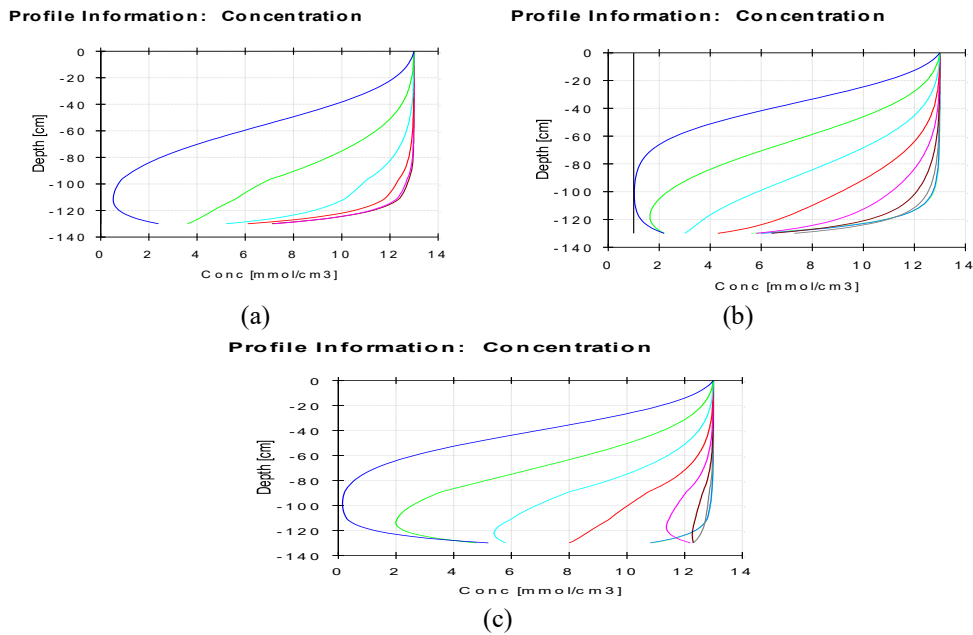 Profile Information: Concentration
0
-20
-40
-60
-80
-100
-120
-140
Depth [cm]
0 2 4 6 8 10 12 14
Conc [mmol/cm3]
(a)
Profile Information: Concentration
0
-20
-40
-60
-80
-100
-120
-140
Depth [cm]
0 2 4 6 8 10 12 14
Conc [mmol/cm3]
(b)
Profile Information: Concentration
0
-20
-40
-60
-80
-100
-120
-140
Depth [cm]
0 2 4 6 8 10 12 14
Conc [mmol/cm3]
(c)